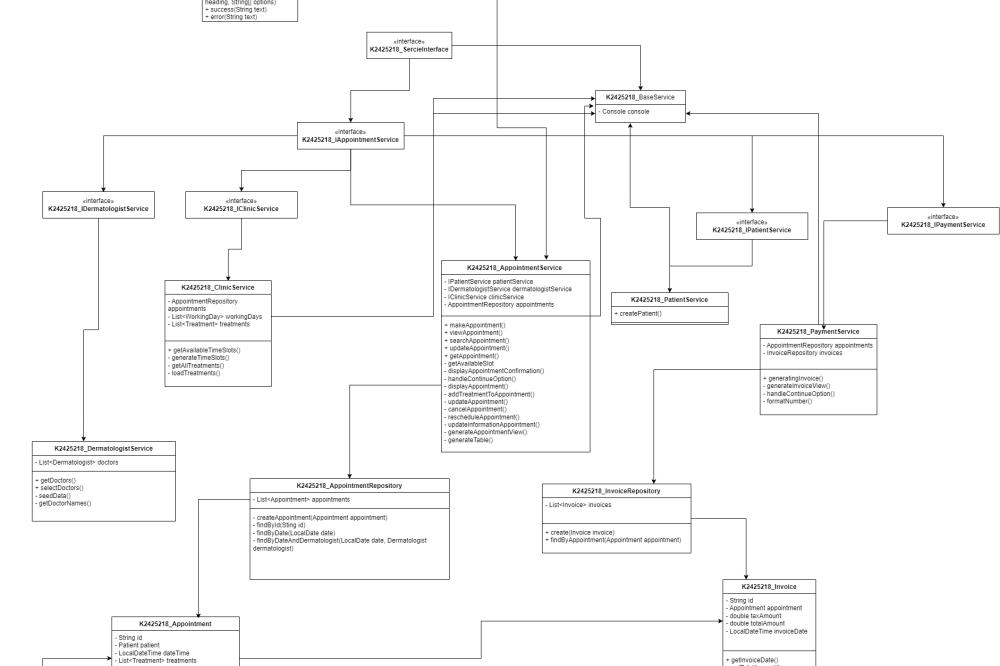 heading, String[] options)
+ success(String text)
+ error(String text)
«interface»
K2425218_SercieInterface
K2425218_BaseService
- Console console
«interface»
K2425218_IAppointmentService
«interface»
K2425218_IDermatologistService
«interface»
K2425218_IClinicService
«interface»
K2425218_IPatientService
«interface»
K2425218_IPaymentService
K2425218_ClinicService
- AppointmentRepository
appointments
- List<WorkingDay> workingDays
- List<Treatment> treatments
+ getAvailableTimeSlots()
- generateTimeSlots()
- getAllTreatments()
- loadTreatments()
K2425218_AppointmentService
- IPatientService patientService
- IDermatologistService dermatologistService
- IClinicService clinicService
- AppointmentRepository appointments
+ makeAppointment()
+ viewAppointment()
+ searchAppointment()
+ updateAppointment()
+ getAppointment()
- getAvailableSlot
- displayAppointmentConfirmation()
- handleContinueOption()
- displayAppointment()
- addTreatmentToAppointment()
- updateAppointment()
- cancelAppointment()
- rescheduleAppointment()
- updateInformationAppointment()
- generateAppointmentView()
- generateTable()
K2425218_PatientService
+ createPatient()
K2425218_PaymentService
- AppointmentRepository appointments
- InvoiceRepository invoices
+ generatingInvoice()
- generateInvoiceView()
- handleContinueOption()
- formatNumber()
K2425218_DermatologistService
- List<Dermatologist> doctors
+ getDoctors()
+ selectDoctors()
- seedData()
- getDoctorNames()
K2425218_AppointmentRepository
- List<Appointment> appointments
- createAppointment(Appointment appointment)
- findById(Sting id)
- findByDate(LocalDate date)
- findByDateAndDermatologist(LocalDate date, Dermatologist
dermatologist)
K2425218_InvoiceRepository
- List<Invoice> invoices
+ create(Invoice invoice)
+ findByAppointment(Appointment appointment)
K2425218_Invoice
- String id
- Appointment appointment
- double taxAmount
- double totalAmount
- LocalDateTime invoiceDate
+ getInvoiceDate()
K2425218_Appointment
- String id
- Patient patient
- LocalDateTime dateTime
- List<Treatment> treatments